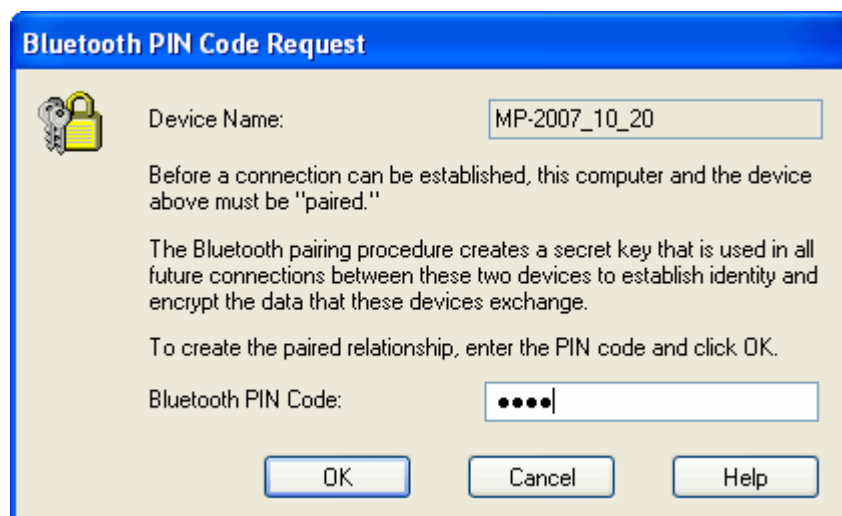 Bluetooth PIN Code Request
Device Name: MP-2007_10_20
Before a connection can be established, this computer and the device
above must be "paired."
The Bluetooth pairing procedure creates a secret key that is used in all
future connections between these two devices to establish identity and
encrypt the data that these devices exchange.
To create the paired relationship, enter the PIN code and click OK.
Bluetooth PIN Code: ●●●●
OK Cancel Help